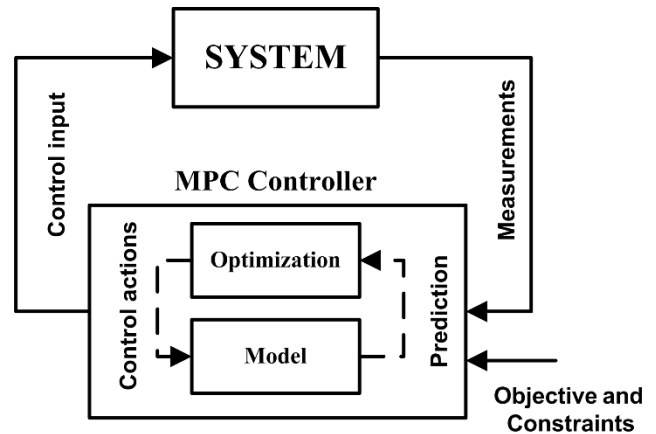 SYSTEM
Control input
Measurements
MPC Controller
Control actions
Optimization
Model
Prediction
Objective and
Constraints